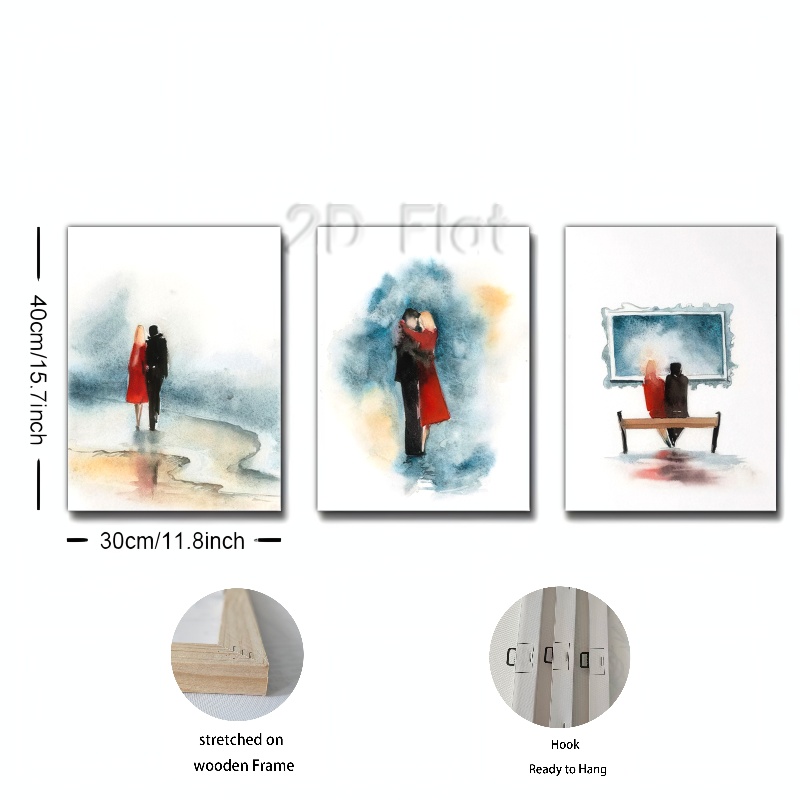 2D Flat
40cm/15.7inch
30cm/11.8inch
stretched on
wooden Frame
Hook
Ready to Hang